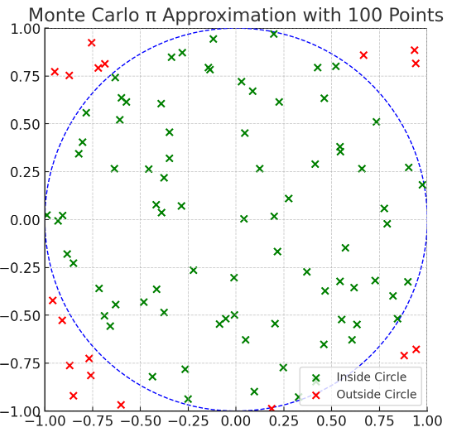 Monte Carlo π Approximation with 100 Points
1.00
0.75
0.50
0.25
0.00
−0.25
−0.50
−0.75
−1.00
−1.00 −0.75 −0.50 −0.25 0.00 0.25 0.50 0.75 1.00
Inside Circle
Outside Circle